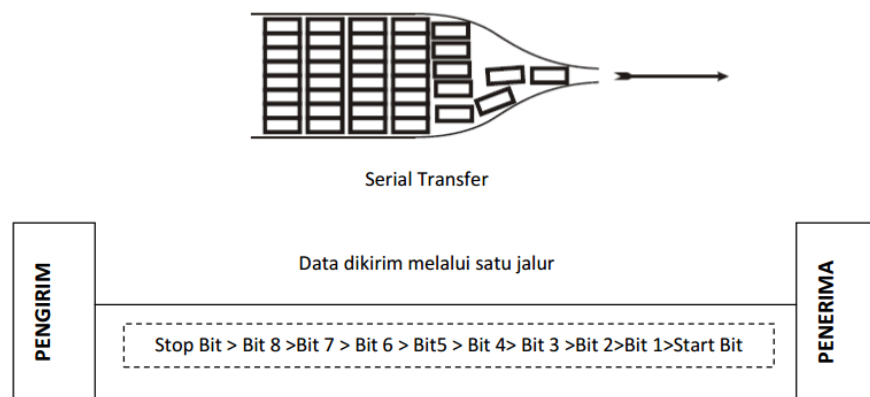 Serial Transfer
PENGIRIM
Data dikirim melalui satu jalur
Stop Bit > Bit 8 >Bit 7 > Bit 6 > Bit5 > Bit 4> Bit 3 >Bit 2>Bit 1>Start Bit
PENERIMA